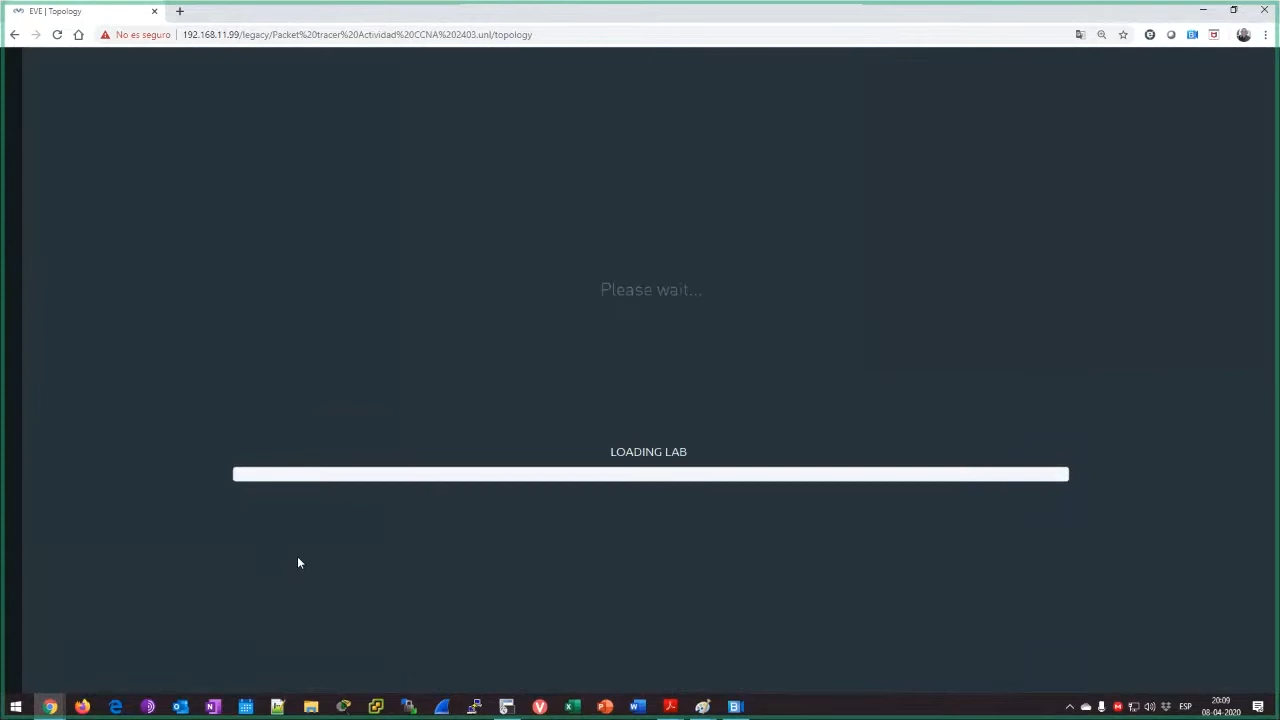 EVE | Topology
No es seguro
192.168.11.99/legacy/Packet%20tracer%20Actividad%20CCNA%202403.unl/topology
Please wait...
LOADING LAB
ESP
20:09
08-04-2020